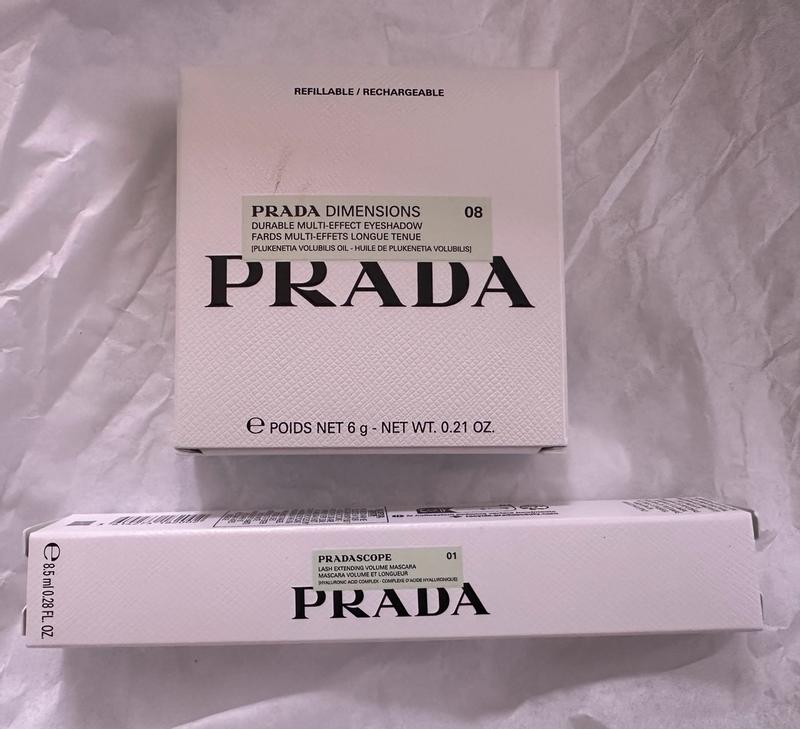 REFILLABLE / RECHARGEABLE
PRADA DIMENSIONS 08
DURABLE MULTI-EFFECT EYESHADOW
FARDS MULTI-EFFETS LONGUE TENUE
[PLUKENETIA VOLUBILIS OIL - HUILE DE PLUKENETIA VOLUBILIS]
PRADA
e POIDS NET 6 g - NET WT. 0.21 OZ.
e 8.5 ml 0.28 FL. OZ.
PRADASCOPE 01
LASH EXTENDING VOLUME MASCARA
MASCARA VOLUME ET LONGUEUR
[HYALURONIC ACID COMPLEX - COMPLEXE D'ACIDE HYALURONIQUE]
PRADA